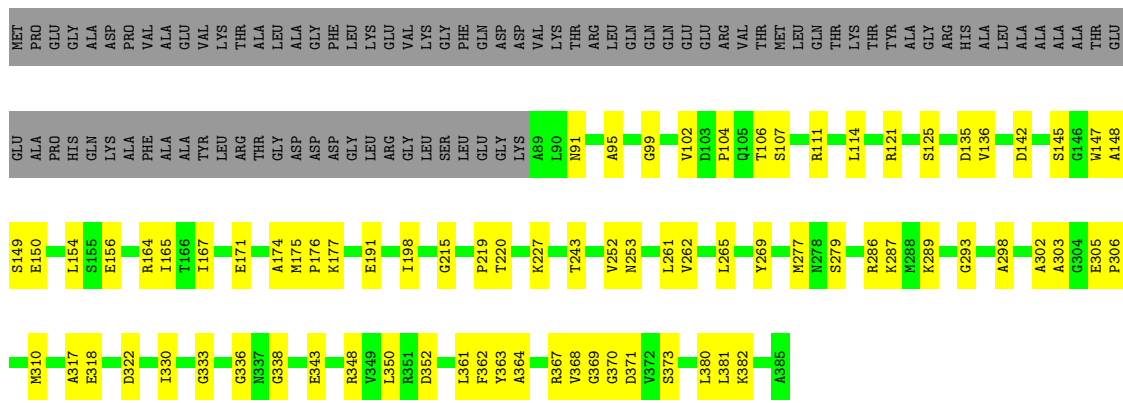 MET PRO GLU GLY ALA ASP PRO VAL ALA GLU VAL LYS THR ALA LEU ALA GLY PHE LEU LYS GLU VAL LYS GLY PHE GLN ASP ASP VAL LYS THR ARG LEU GLN GLN GLN GLU GLU ARG VAL THR MET LEU GLN THR LYS THR TYR ALA GLY ARG HIS ALA LEU ALA ALA ALA ALA THR GLU
GLU ALA PRO HIS GLN LYS ALA PHE ALA ALA TYR LEU ARG THR GLY ASP ASP ASP GLY LEU ARG GLY LEU SER LEU GLU GLY LYS A89 L90 N91 A95 G99 V102 D103 P104 Q105 T106 S107 R111 L114 R121 S125 D135 V136 D142 S145 G146 W147 A148
S149 E150 L154 S155 E156 R164 I165 T166 I167 E171 A174 M175 P176 K177 E191 I198 G215 P219 T220 K227 T243 V252 N253 L261 V262 L265 Y269 M277 N278 S279 R286 K287 M288 K289 G293 A298 A302 A303 G304 E305 P306
M310 A317 E318 D322 I330 G333 G336 N337 G338 E343 R348 V349 L350 R351 D352 L361 F362 Y363 A364 R367 V368 G369 G370 D371 V372 S373 L380 L381 K382 A385